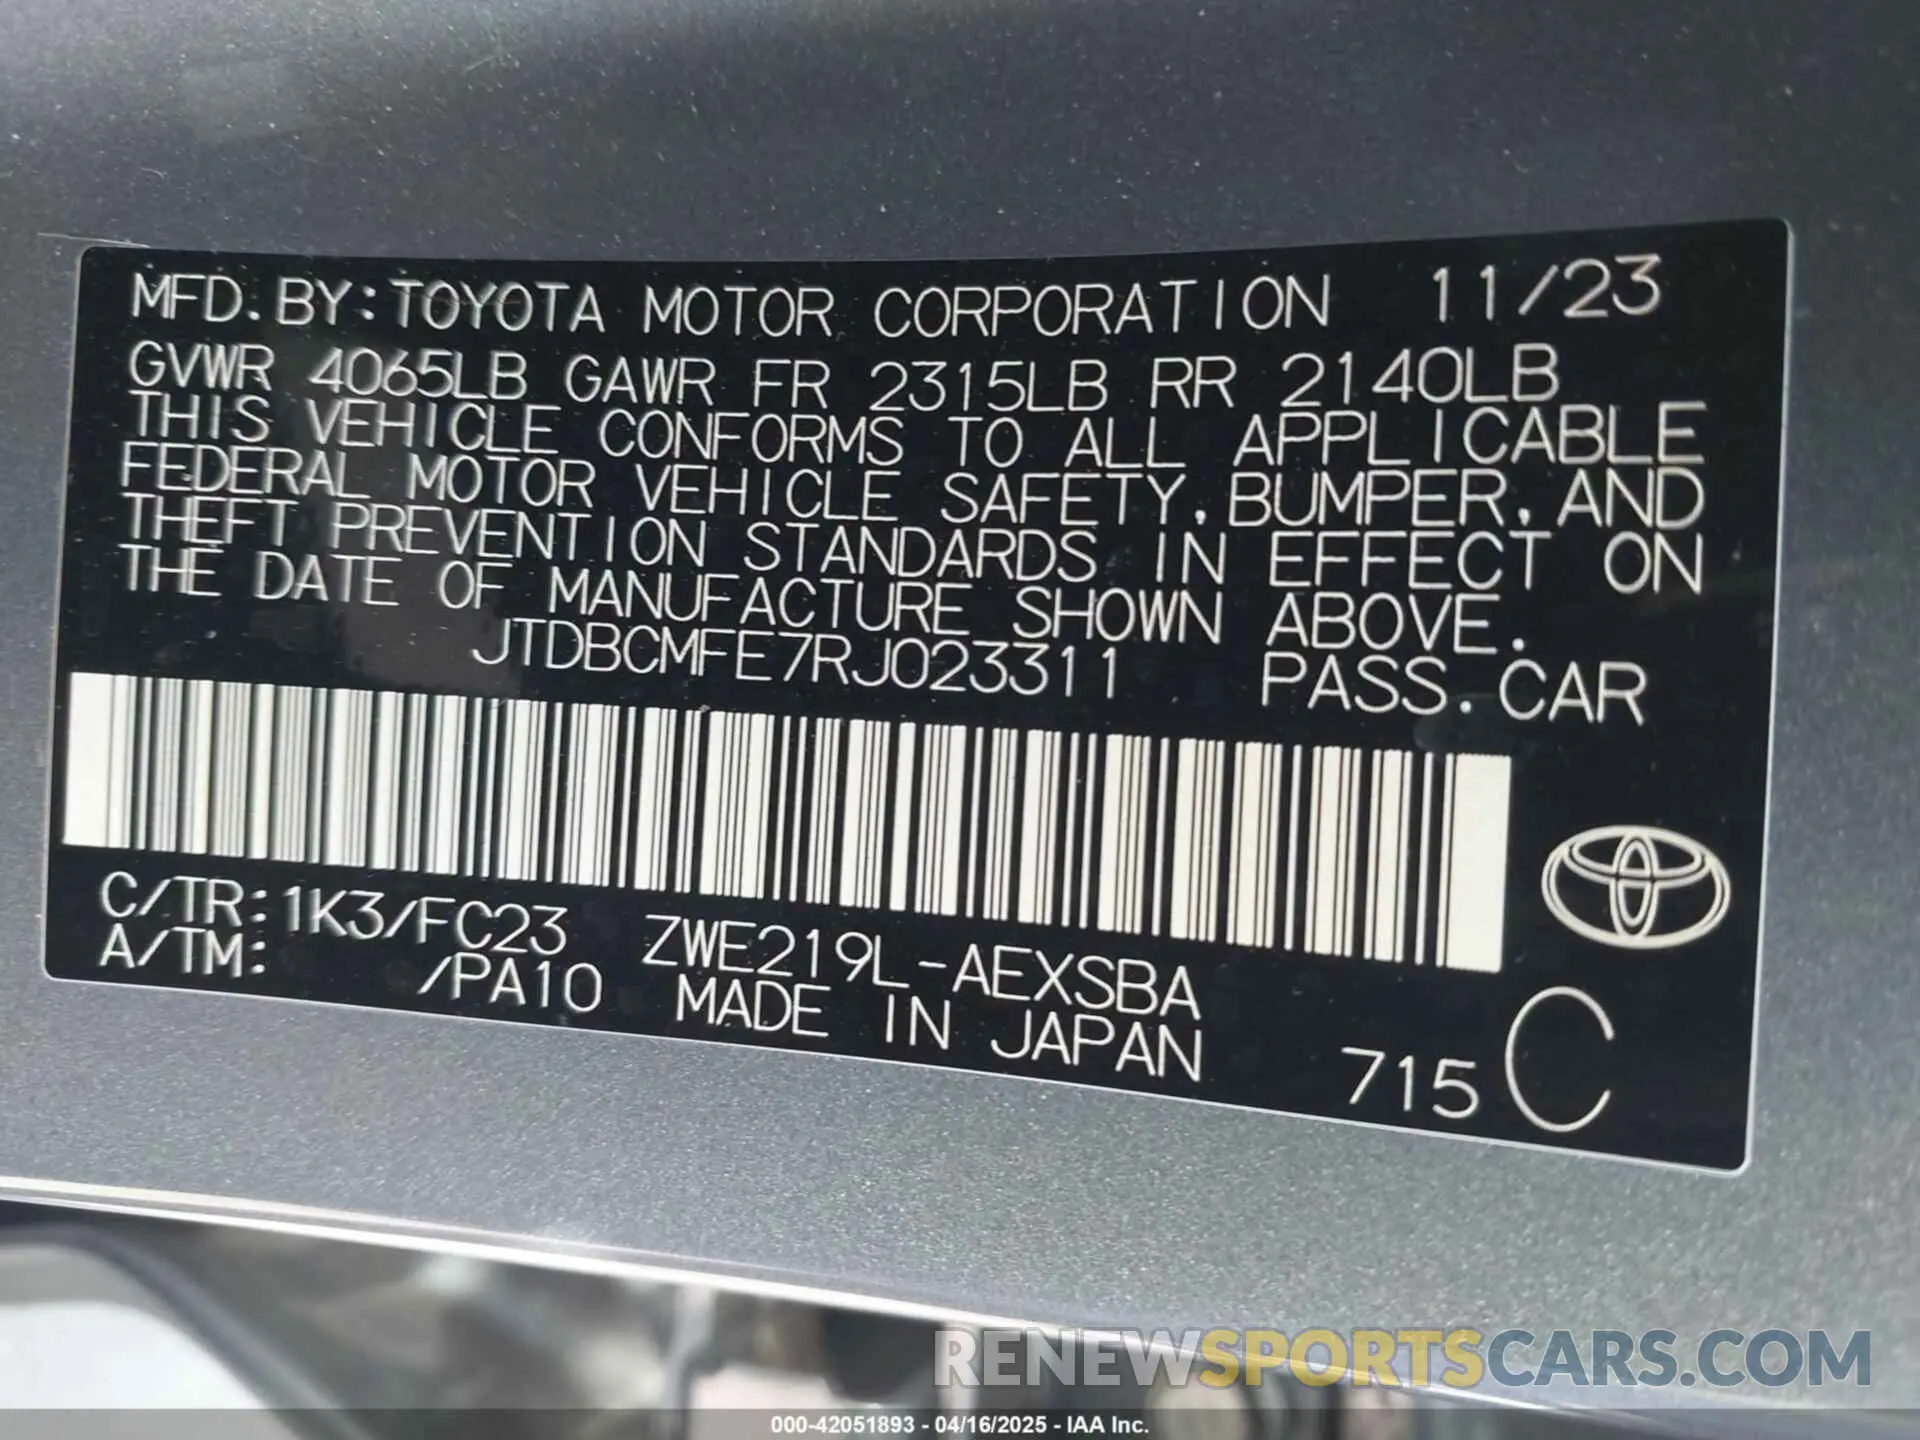 MFD. BY: TOYOTA MOTOR CORPORATION 11/23
GVWR 4065LB GAWR FR 2315LB RR 2140LB
THIS VEHICLE CONFORMS TO ALL APPLICABLE
FEDERAL MOTOR VEHICLE SAFETY, BUMPER, AND
THEFT PREVENTION STANDARDS IN EFFECT ON
THE DATE OF MANUFACTURE SHOWN ABOVE.
JTDBCMFE7RJ023311 PASS. CAR
C/TR: 1K3/FC23 ZWE219L-AEXSBA
A/TM: /PA10 MADE IN JAPAN
715 C
RENEWSPORTSCARS.COM
000-42051893 - 04/16/2025 - IAA Inc.